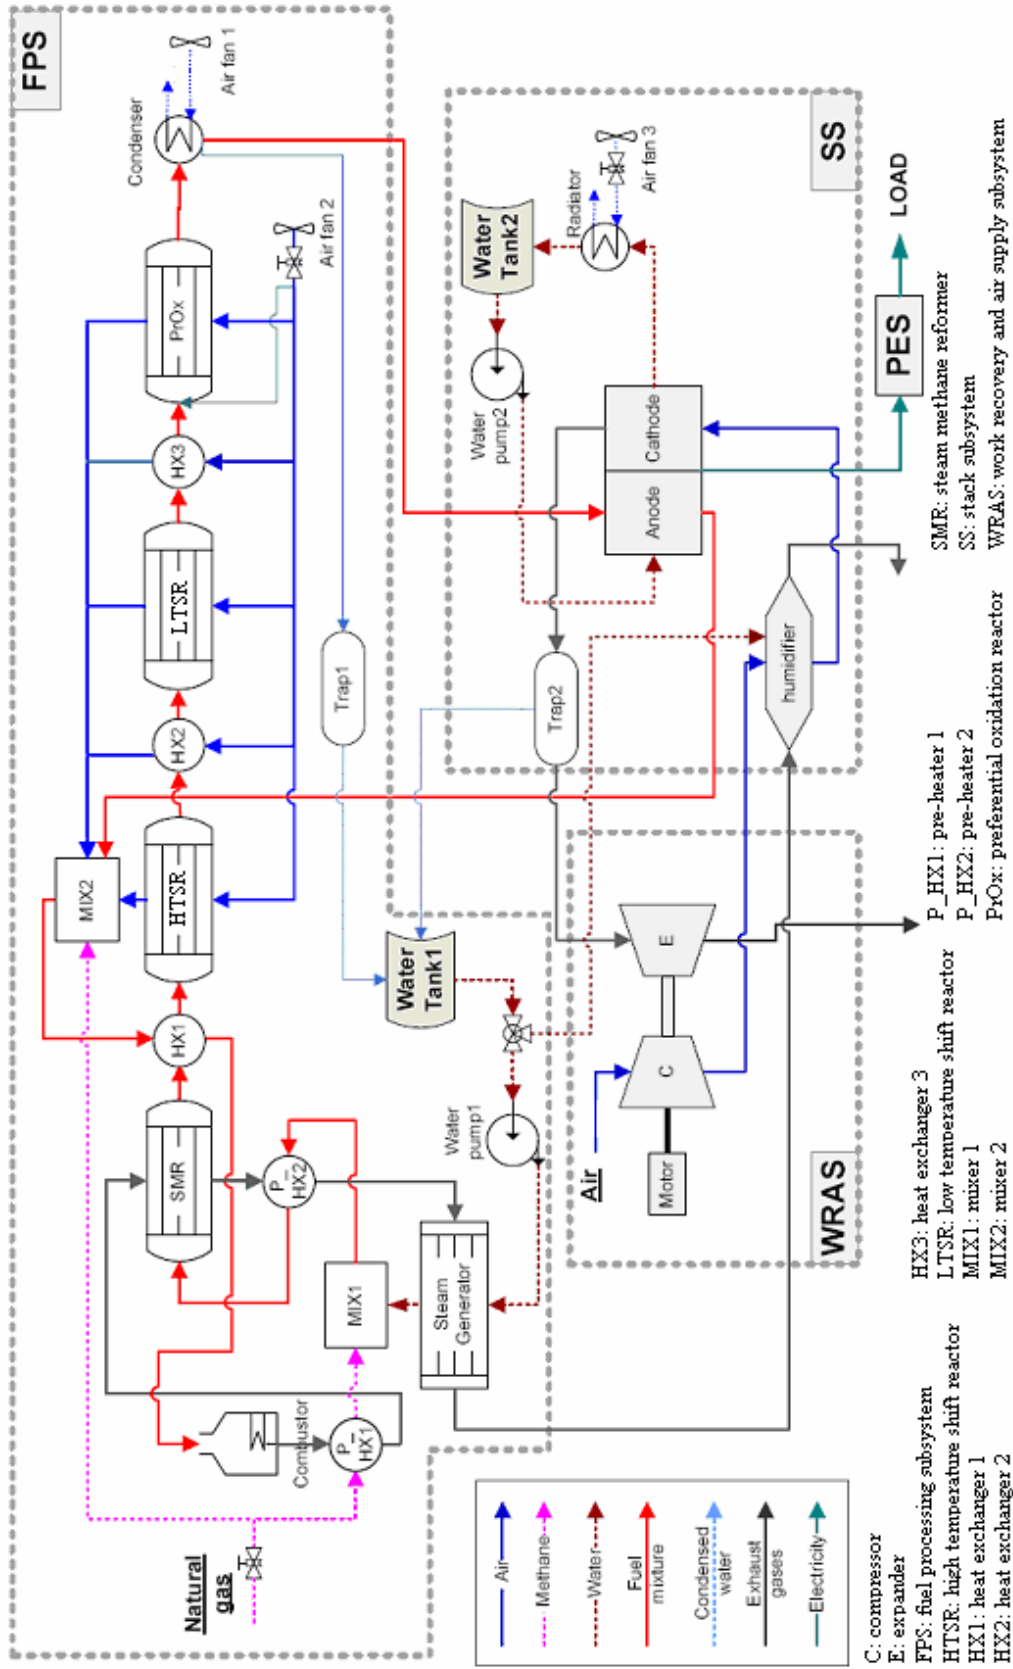 FPS
Condenser
Air fan 1
Air fan 2
PrOx
HX3
LTSR
HX2
HTSR
MIX2
HX1
SMR
P_
HX2
MIX1
Combustor
P_
HX1
Natural
gas
Steam
Generator
Water
pump1
Water
Tank1
Trap1
SS
Radiator
Air fan 3
Water
Tank2
Water
pump2
Anode
Cathode
Trap2
humidifier
PES
LOAD
WRAS
Air
Motor
C
E
Air
Methane
Water
Fuel
mixture
Condensed
water
Exhaust
gases
Electricity
C: compressor
E: expander
FPS: fuel processing subsystem
HTSR: high temperature shift reactor
HX1: heat exchanger 1
HX2: heat exchanger 2
HX3: heat exchanger 3
LTSR: low temperature shift reactor
MIX1: mixer 1
MIX2: mixer 2
P_HX1: pre-heater 1
P_HX2: pre-heater 2
PrOx: preferential oxidation reactor
SMR: steam methane reformer
SS: stack subsystem
WRAS: work recovery and air supply subsystem